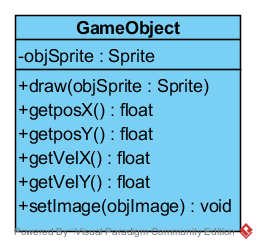 GameObject
-objSprite : Sprite
+draw(objSprite : Sprite)
+getposX() : float
+getposY() : float
+getVelX() : float
+getVelY() : float
+setImage(objImage) : void
Powered By Visual Paradigm Community Edition